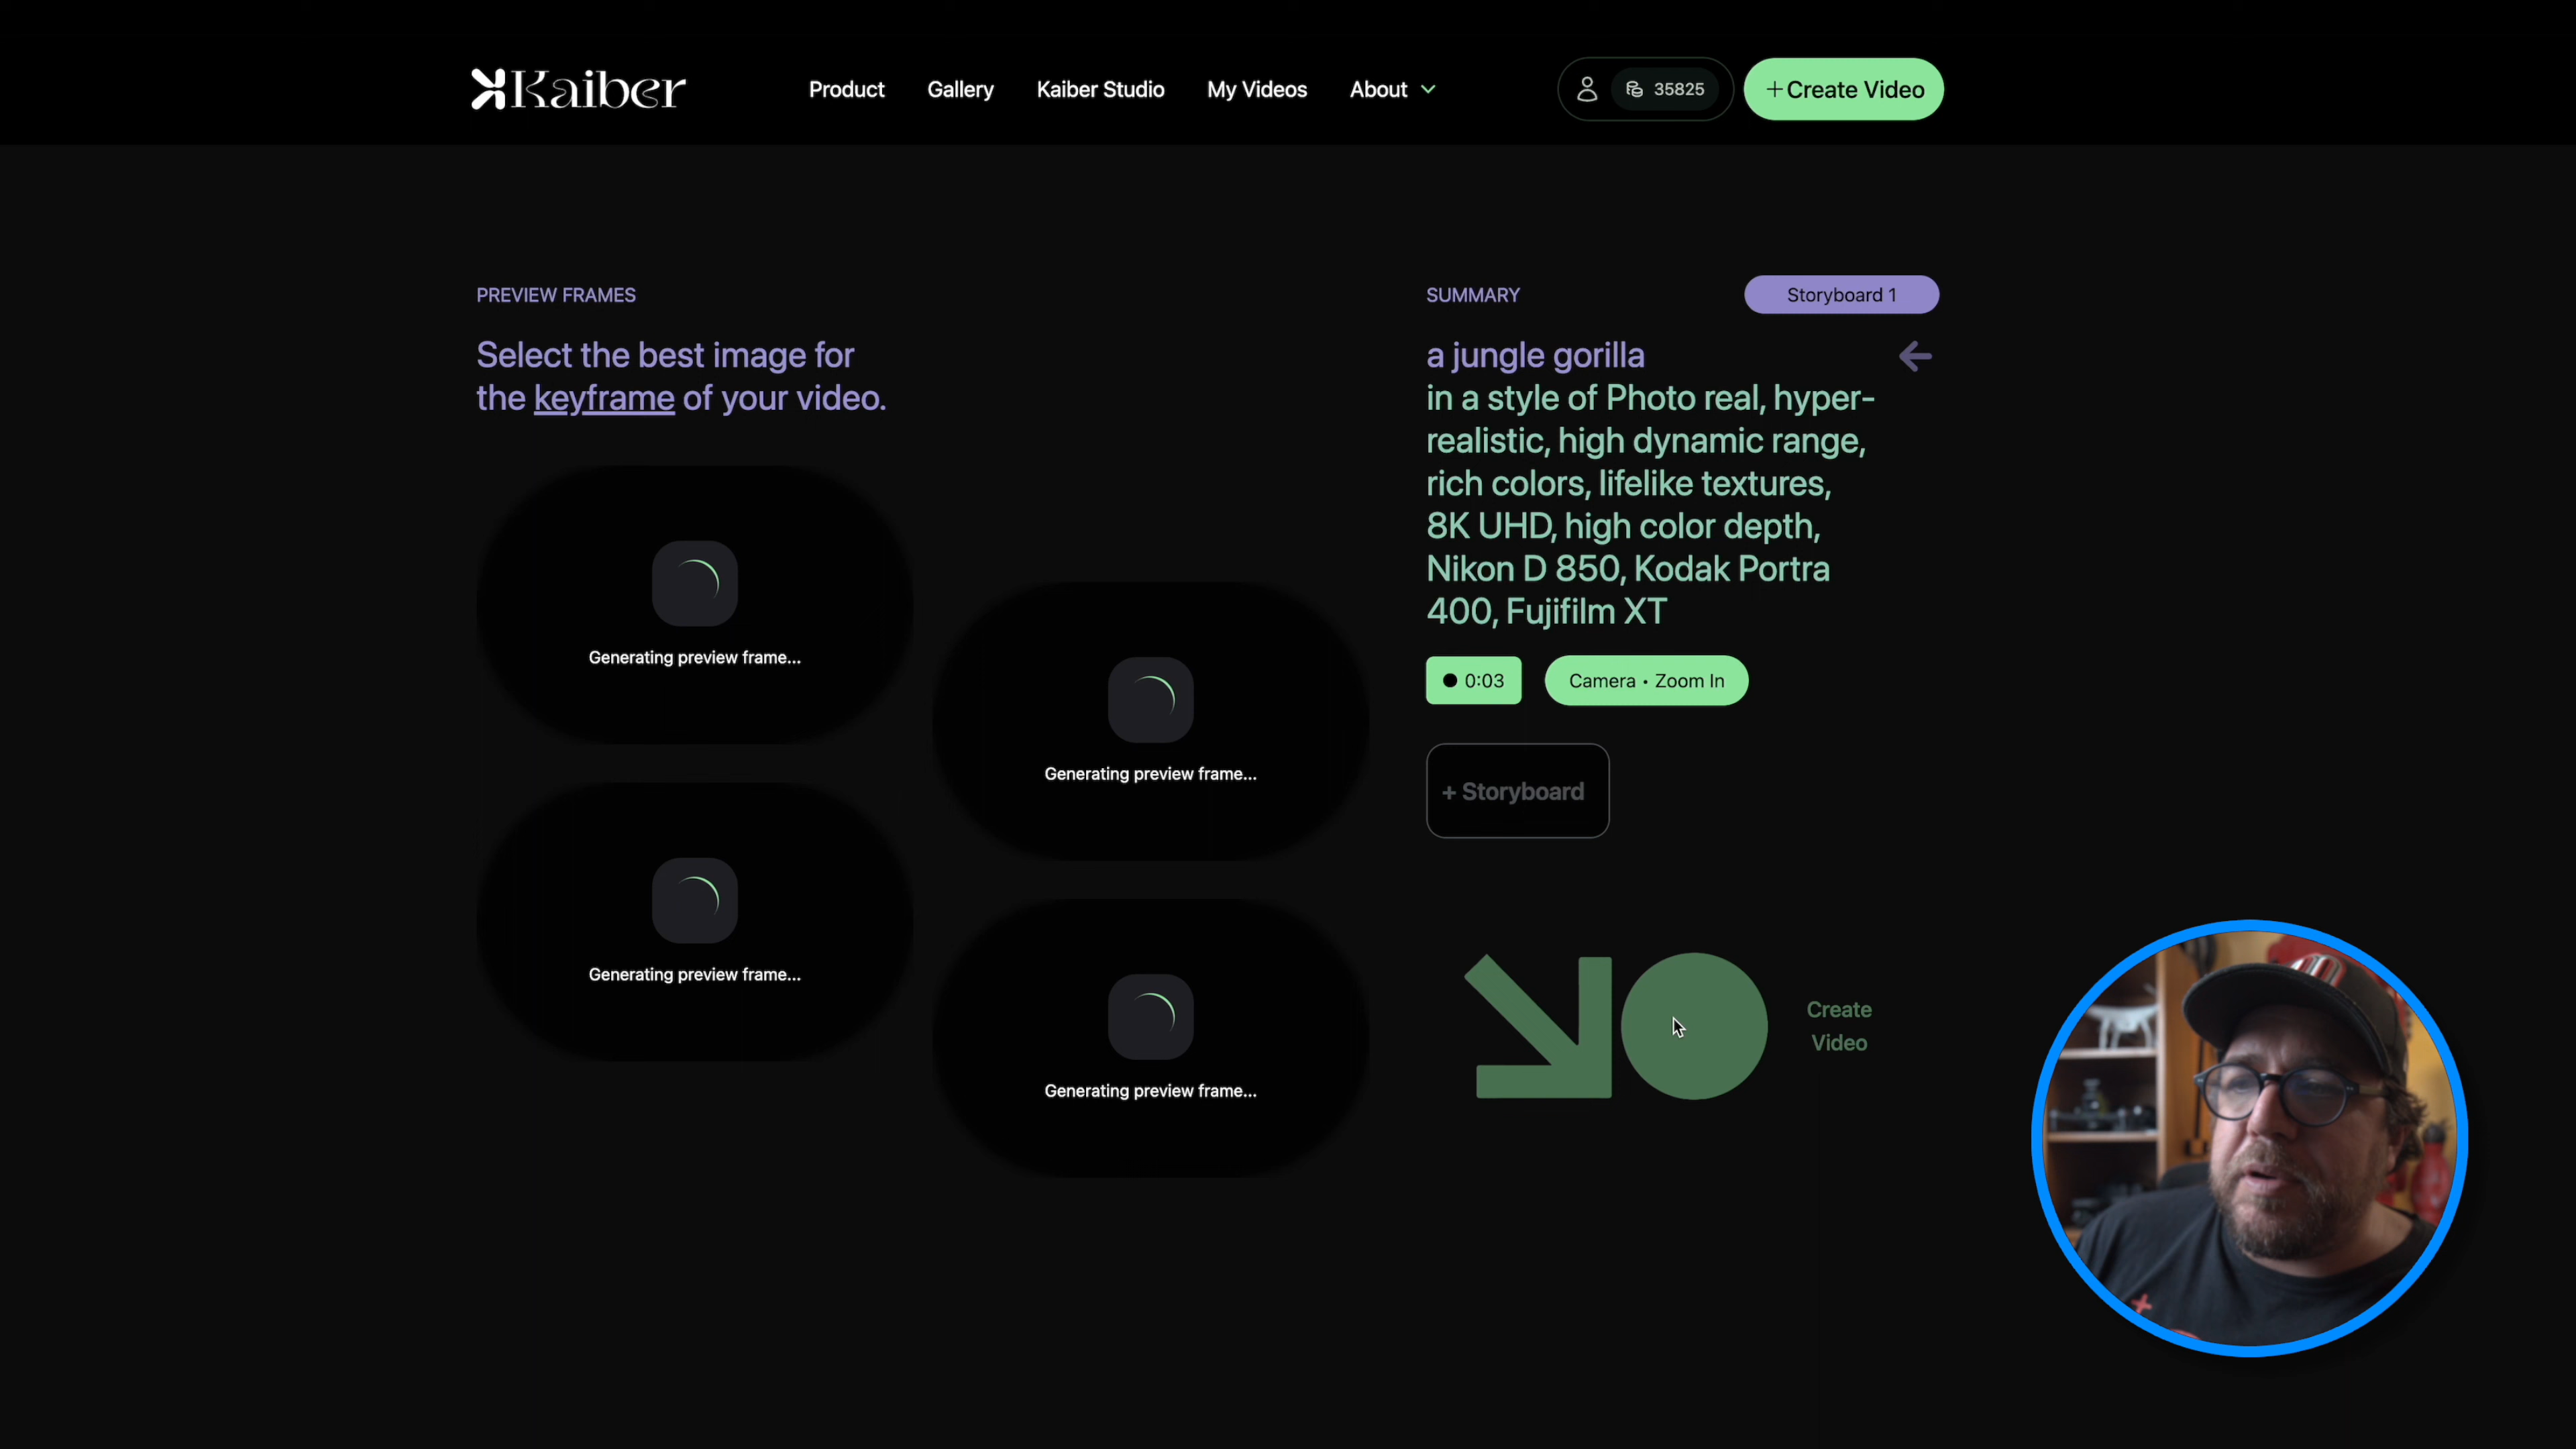 Kaiber
Product
Gallery
Kaiber Studio
My Videos
About
35825
+Create Video
PREVIEW FRAMES
Select the best image for
the keyframe of your video.
Generating preview frame...
Generating preview frame...
Generating preview frame...
Generating preview frame...
SUMMARY
Storyboard 1
a jungle gorilla
in a style of Photo real, hyper-
realistic, high dynamic range,
rich colors, lifelike textures,
8K UHD, high color depth,
Nikon D 850, Kodak Portra
400, Fujifilm XT
0:03
Camera • Zoom In
+ Storyboard
Create
Video